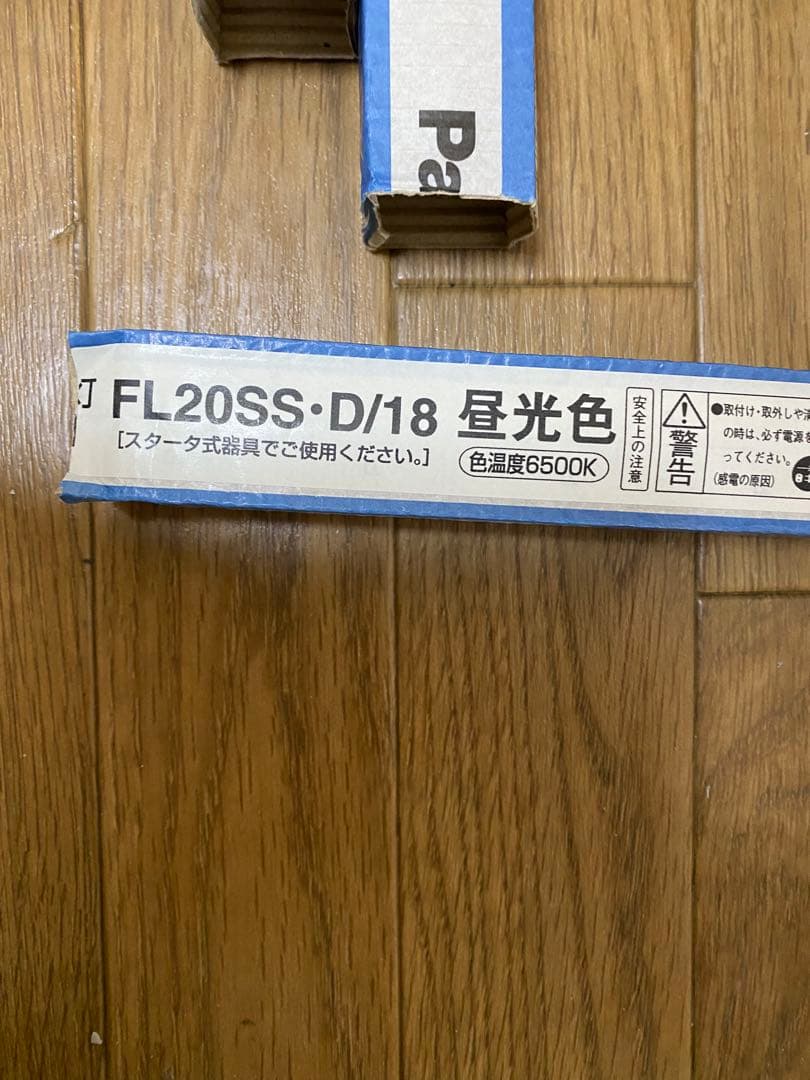 Pa
灯
FL20SS・D/18 昼光色
[スタータ式器具でご使用ください。]
色温度6500K
安全上の注意
警告
●取付け・取外しや清
の時は、必ず電源を
ってください。
(感電の原因)